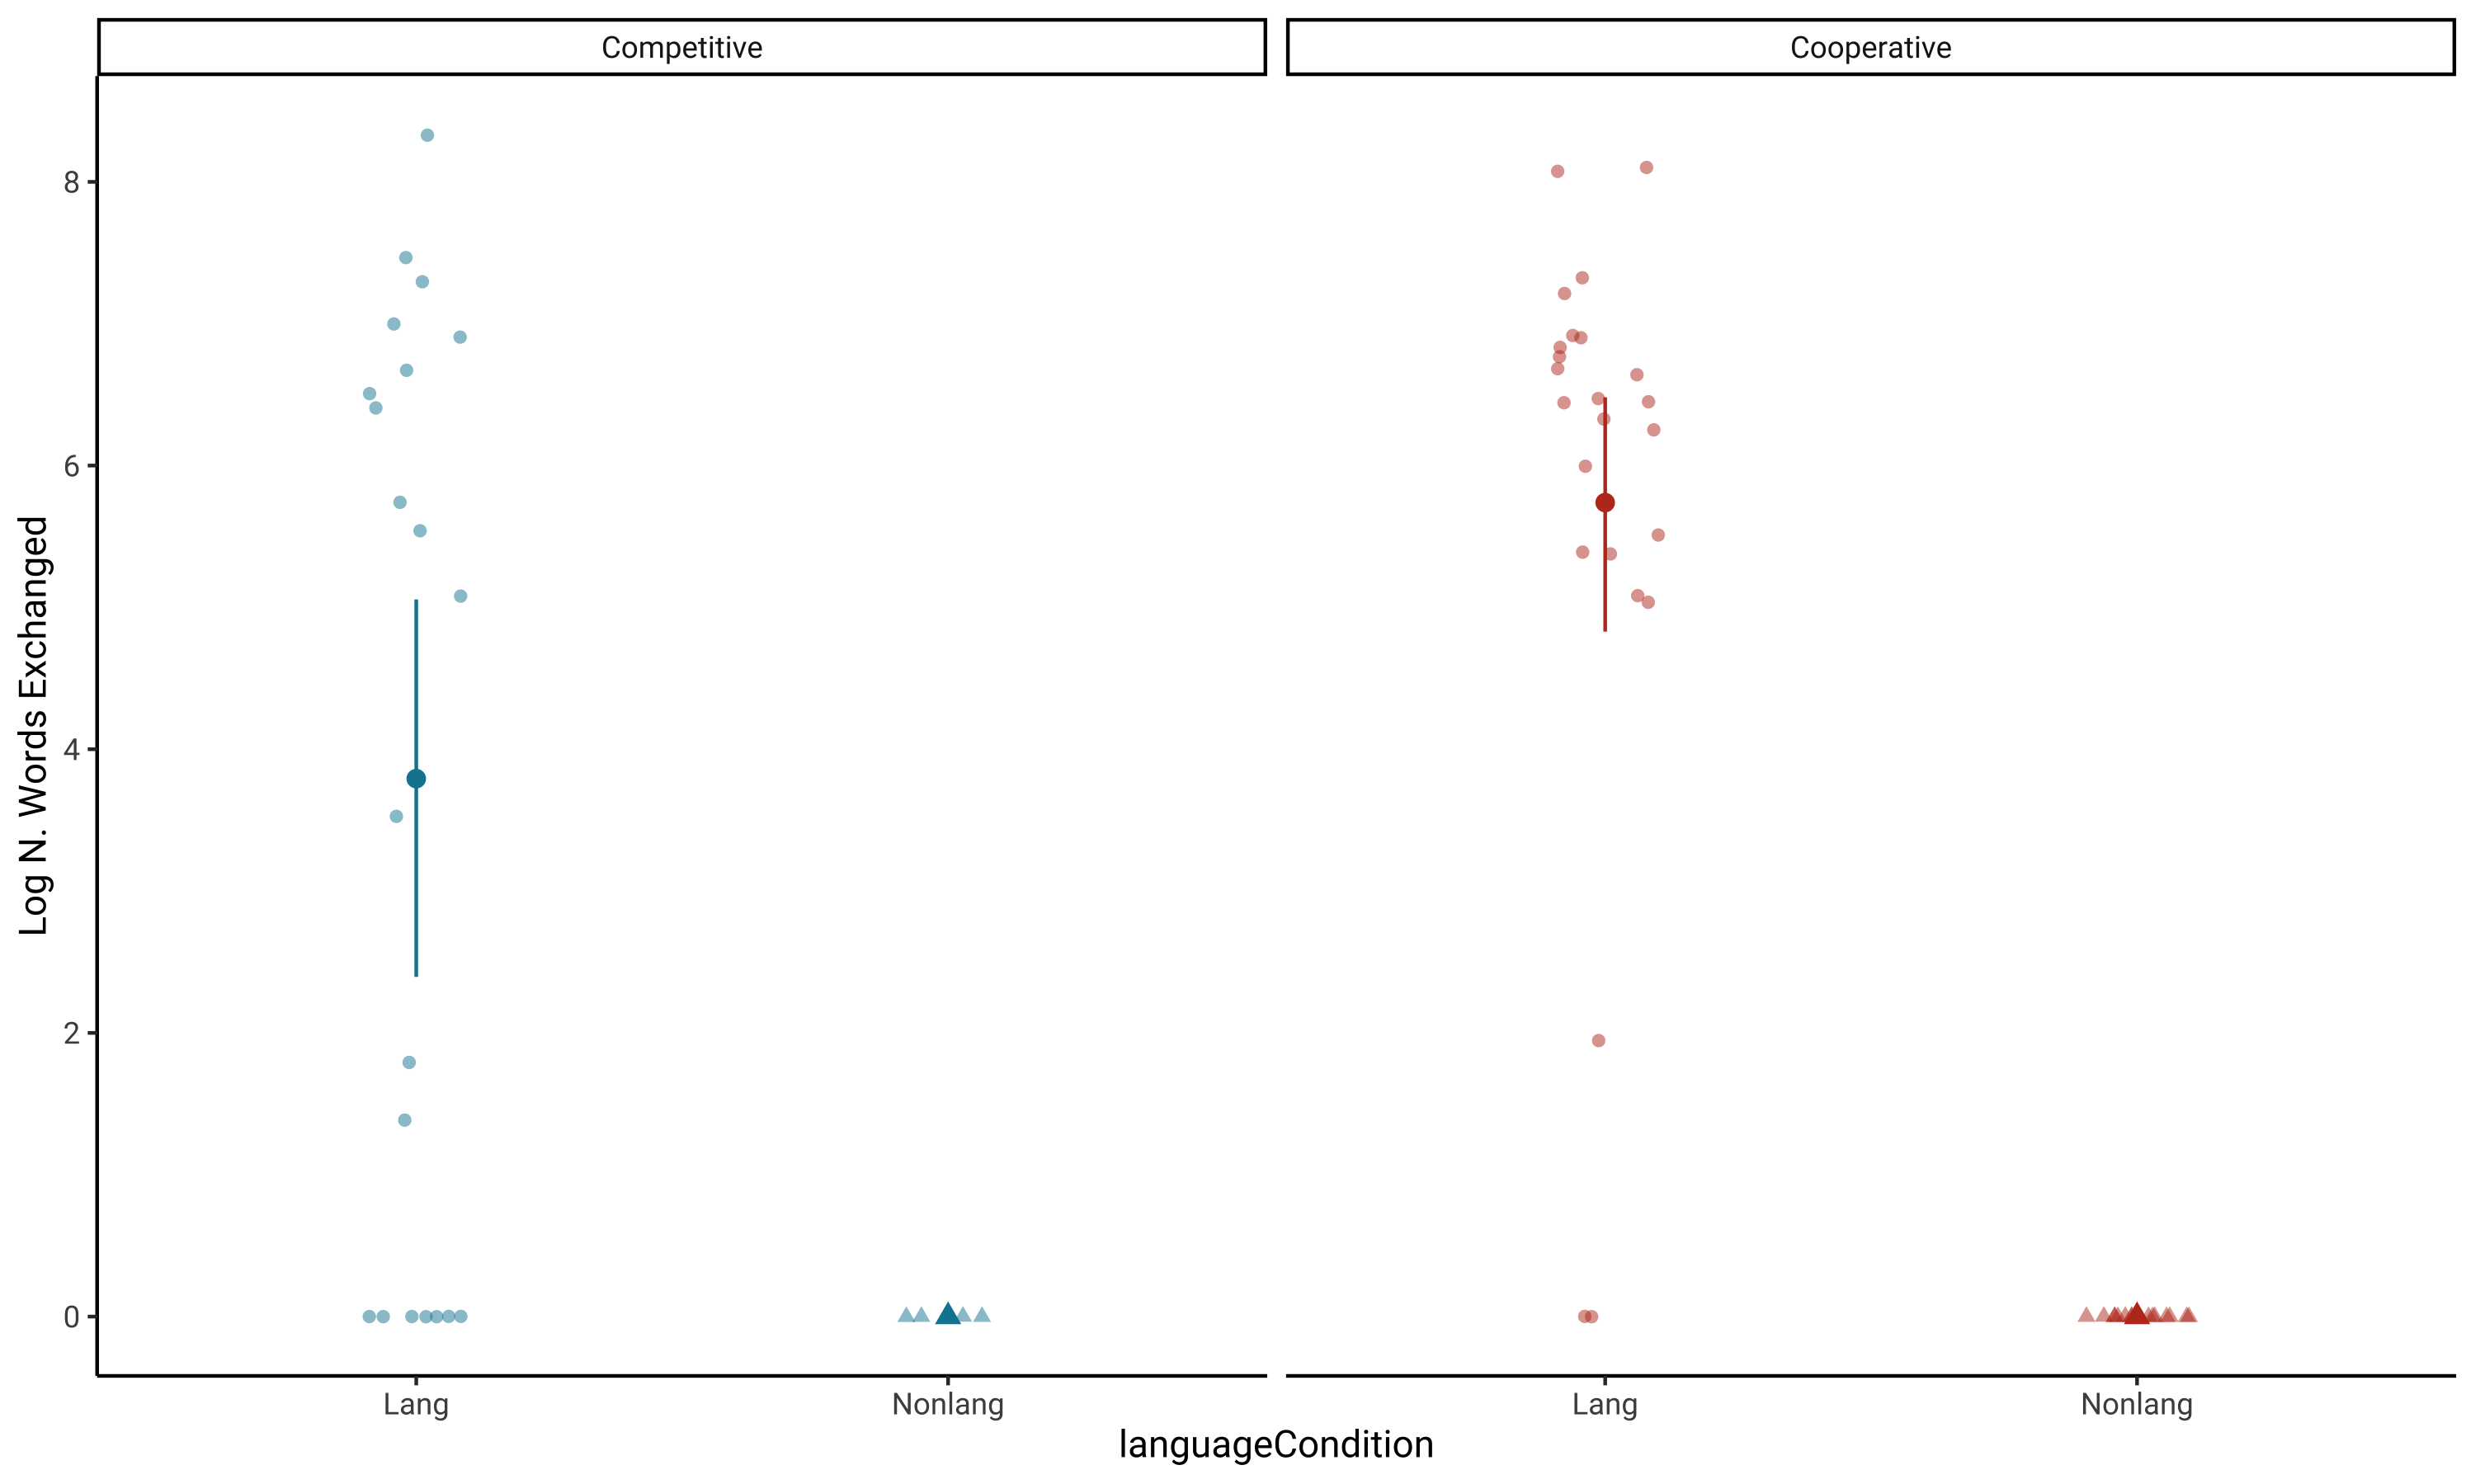 Competitive
Cooperative
Log N. Words Exchanged
8
6
4
2
0
Lang
Nonlang
Lang
Nonlang
languageCondition